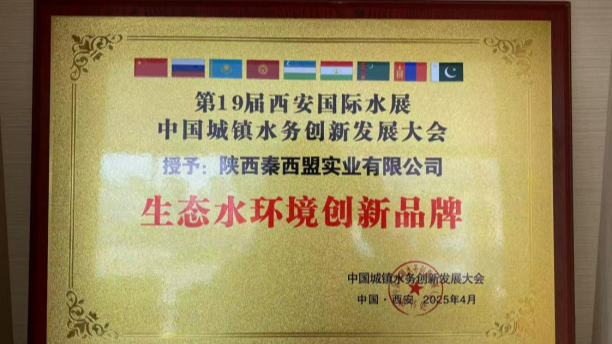 第19届西安国际水展
中国城镇水务创新发展大会
授予：陕西秦西盟实业有限公司
生态水环境创新品牌
中国城镇水务创新发展大会
中国·西安 2025年4月